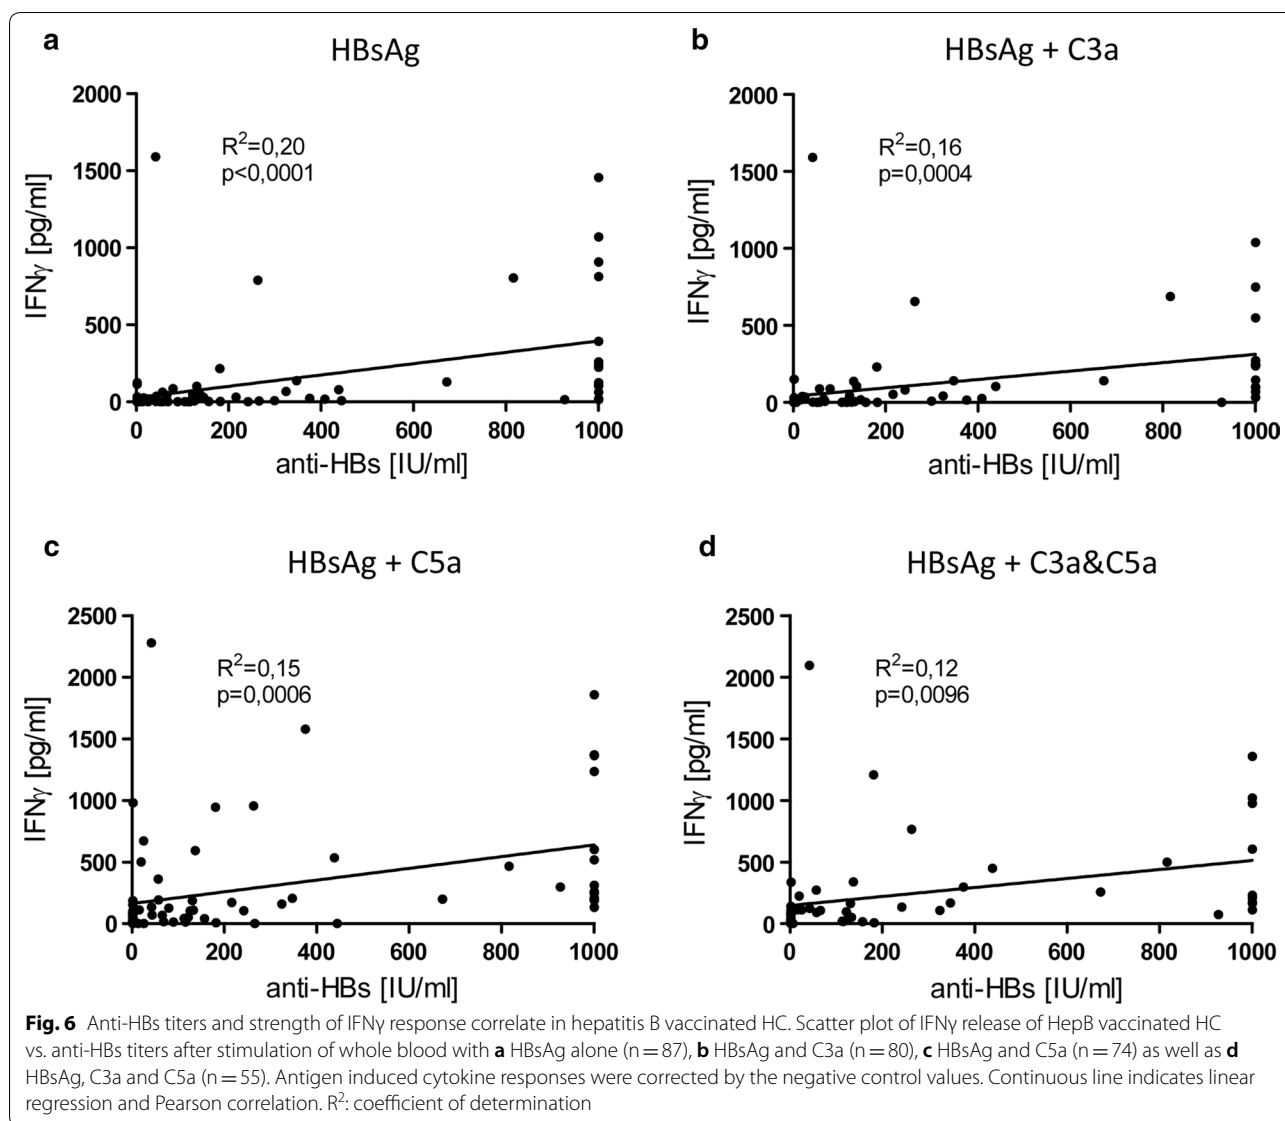 a
HBsAg
2000
1500
1000
500
0
IFNγ [pg/ml]
R²=0,20
p<0,0001
0 200 400 600 800 1000
anti-HBs [IU/ml]
b
HBsAg + C3a
2000
1500
1000
500
0
IFNγ [pg/ml]
R²=0,16
p=0,0004
0 200 400 600 800 1000
anti-HBs [IU/ml]
c
HBsAg + C5a
2500
2000
1500
1000
500
0
IFNγ [pg/ml]
R²=0,15
p=0,0006
0 200 400 600 800 1000
anti-HBs [IU/ml]
d
HBsAg + C3a&C5a
2500
2000
1500
1000
500
0
IFNγ [pg/ml]
R²=0,12
p=0,0096
0 200 400 600 800 1000
anti-HBs [IU/ml]
Fig. 6 Anti-HBs titers and strength of IFNγ response correlate in hepatitis B vaccinated HC. Scatter plot of IFNγ release of HepB vaccinated HC
vs. anti-HBs titers after stimulation of whole blood with a HBsAg alone (n = 87), b HBsAg and C3a (n = 80), c HBsAg and C5a (n = 74) as well as d
HBsAg, C3a and C5a (n = 55). Antigen induced cytokine responses were corrected by the negative control values. Continuous line indicates linear
regression and Pearson correlation. R²: coefficient of determination